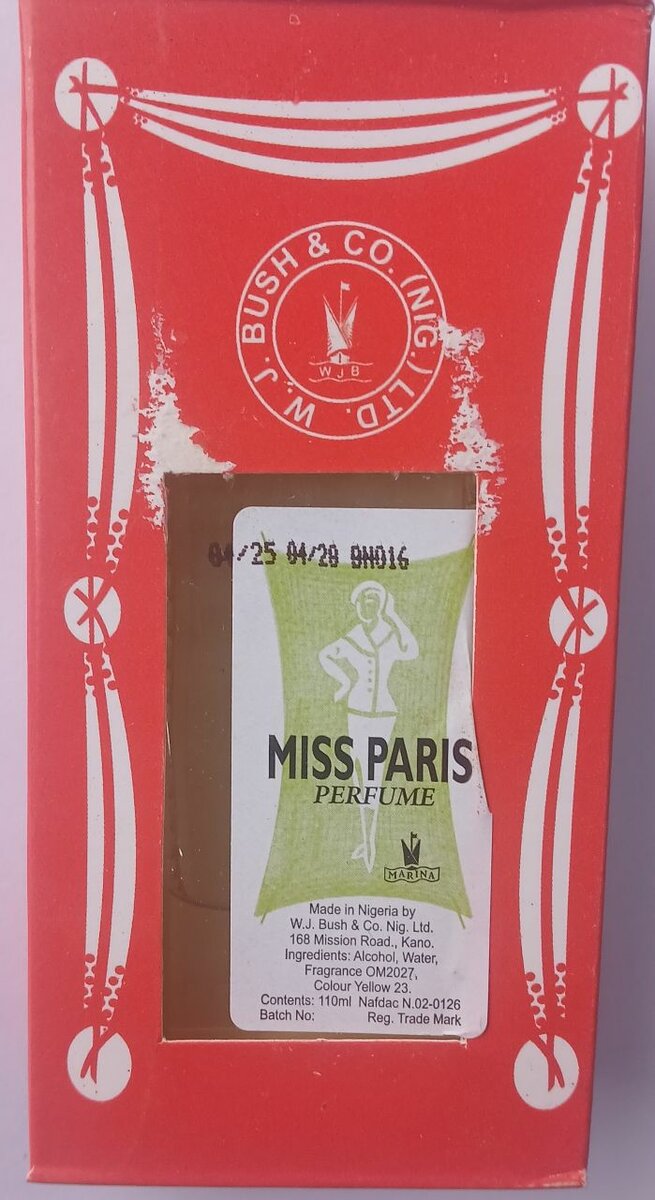 W. J. BUSH & CO. (NIG.) LTD.
W J B
04/25 04/28 BN016
MISS PARIS
PERFUME
MARINA
Made in Nigeria by
W.J. Bush & Co. Nig. Ltd.
168 Mission Road., Kano.
Ingredients: Alcohol, Water,
Fragrance OM2027,
Colour Yellow 23.
Contents: 110ml Nafdac N.02-0126
Batch No: Reg. Trade Mark